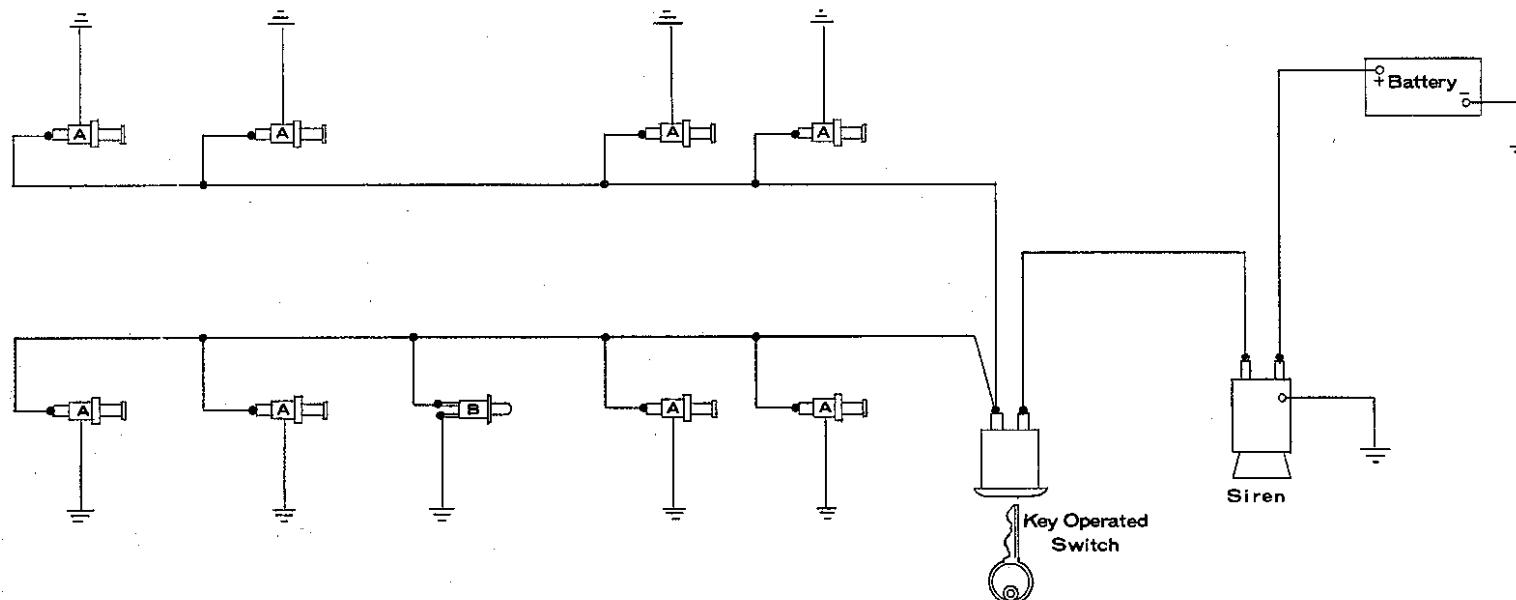 A A A A
+ Battery -
A A B A A
Siren
Key Operated
Switch